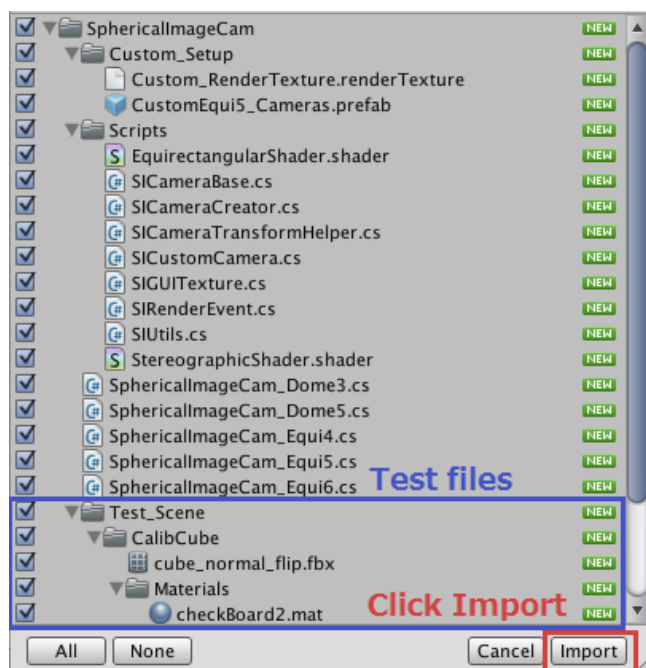 SphericalImageCam NEW
Custom_Setup NEW
Custom_RenderTexture.renderTexture NEW
CustomEqui5_Cameras.prefab NEW
Scripts NEW
S EquirectangularShader.shader NEW
C# SICameraBase.cs NEW
C# SICameraCreator.cs NEW
C# SICameraTransformHelper.cs NEW
C# SICustomCamera.cs NEW
C# SIGUITexture.cs NEW
C# SIRenderEvent.cs NEW
C# SIUtils.cs NEW
S StereographicShader.shader NEW
C# SphericalImageCam_Dome3.cs NEW
C# SphericalImageCam_Dome5.cs NEW
C# SphericalImageCam_Equi4.cs NEW
C# SphericalImageCam_Equi5.cs NEW
C# SphericalImageCam_Equi6.cs Test files NEW
Test_Scene NEW
CalibCube NEW
cube_normal_flip.fbx NEW
Materials NEW
checkBoard2.mat Click Import NEW
All None Cancel Import